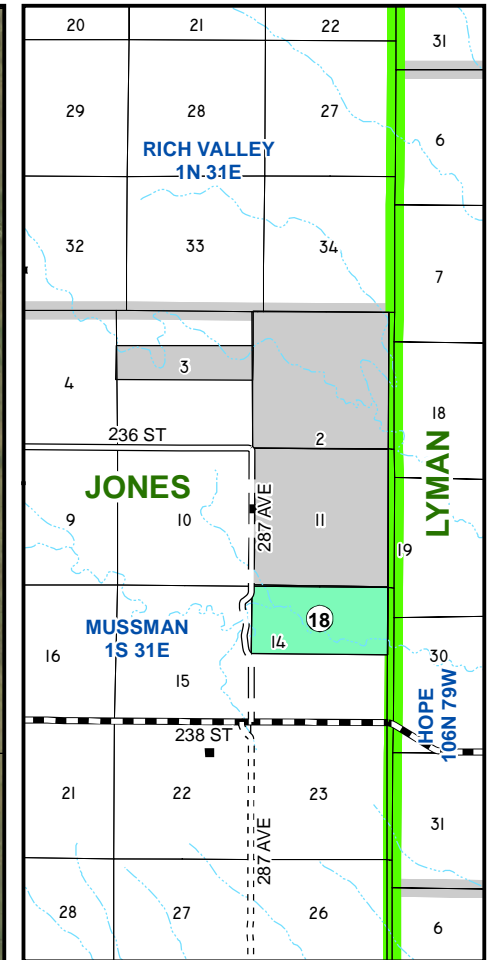 20 21 22
31
29 28 27
6
RICH VALLEY
1N 31E
32 33 34
7
3
4
18
236 ST
2
LYMAN
JONES
287 AVE
9 10 11
19
18
MUSSMAN
1S 31E
14
16
15
30
HOPE
106N 79W
238 ST
21 22 23
31
287 AVE
28 27 26
6